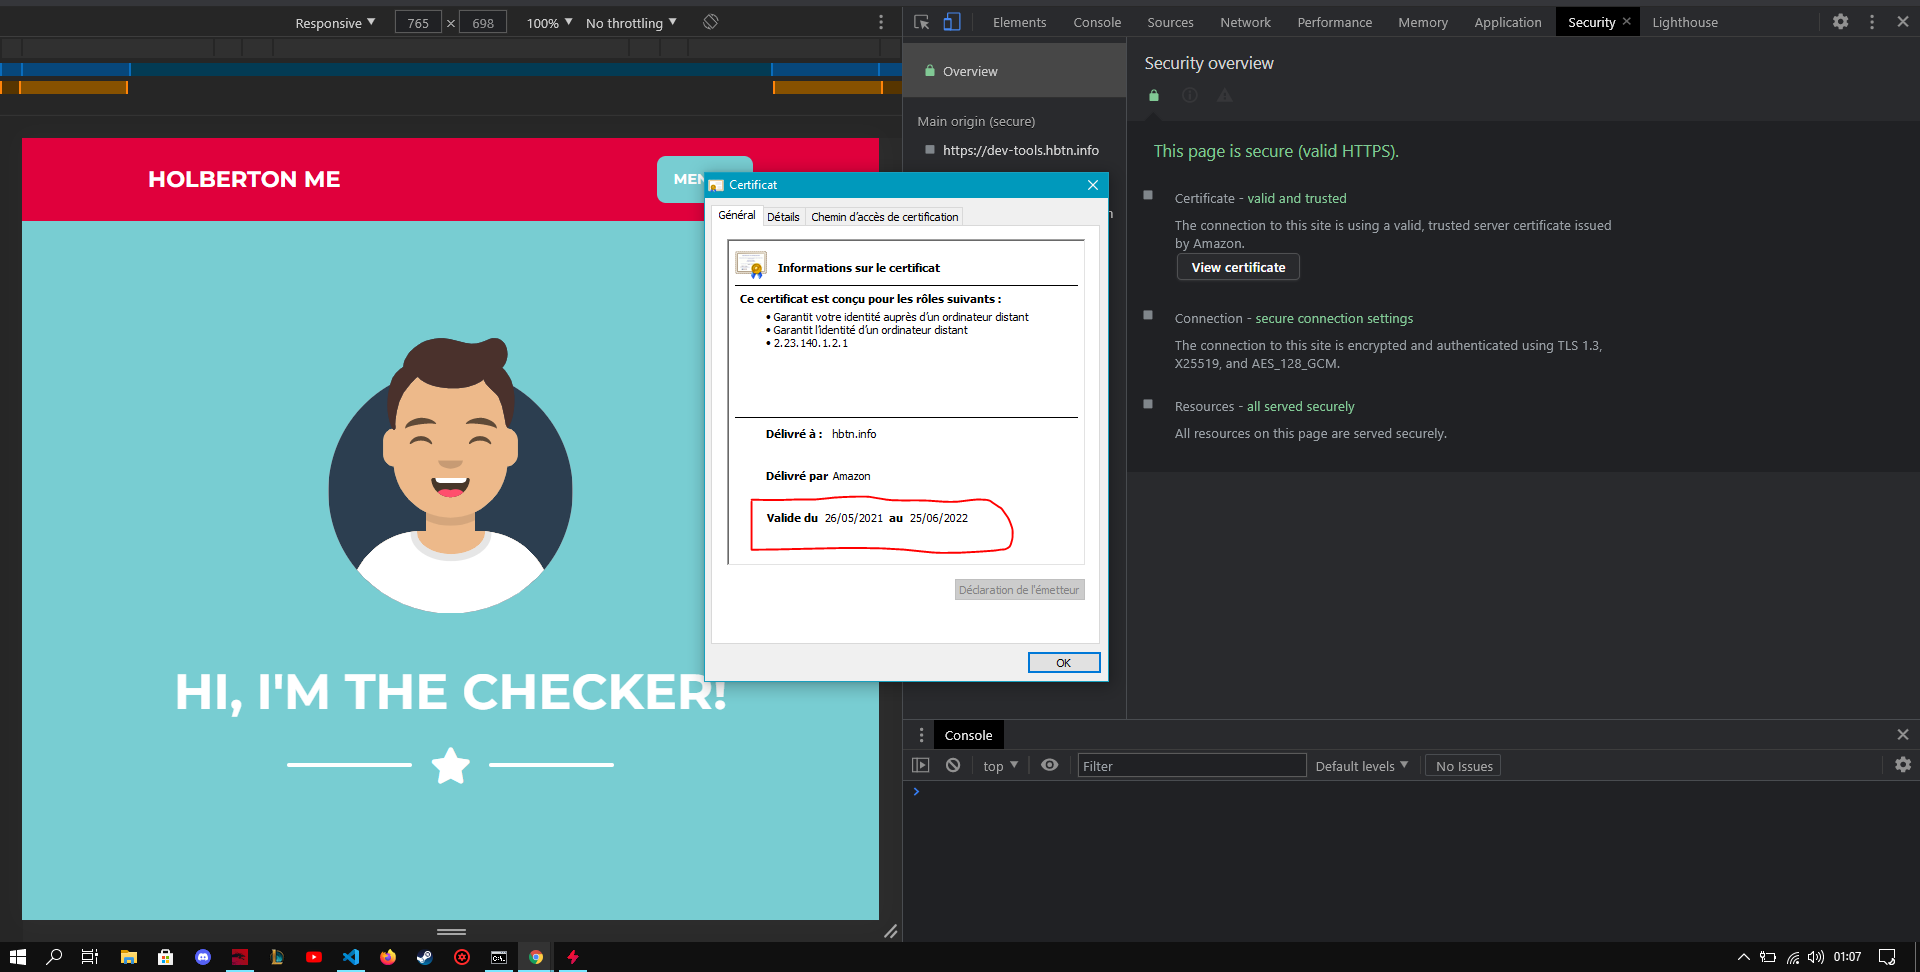 Responsive 765 × 698 100% No throttling
Elements Console Sources Network Performance Memory Application Security Lighthouse
HOLBERTON ME
MEN
HI, I'M THE CHECKER!
Overview
Main origin (secure)
https://dev-tools.hbtn.info
Security overview
This page is secure (valid HTTPS).
Certificate - valid and trusted
The connection to this site is using a valid, trusted server certificate issued
by Amazon.
View certificate
Connection - secure connection settings
The connection to this site is encrypted and authenticated using TLS 1.3,
X25519, and AES_128_GCM.
Resources - all served securely
All resources on this page are served securely.
Certificat
Général Détails Chemin d’accès de certification
Informations sur le certificat
Ce certificat est conçu pour les rôles suivants :
• Garantit votre identité auprès d’un ordinateur distant
• Garantit l’identité d’un ordinateur distant
• 2.23.140.1.2.1
Délivré à : hbtn.info
Délivré par Amazon
Valide du 26/05/2021 au 25/06/2022
Déclaration de l'émetteur
OK
Console
top Filter Default levels No Issues
01:07